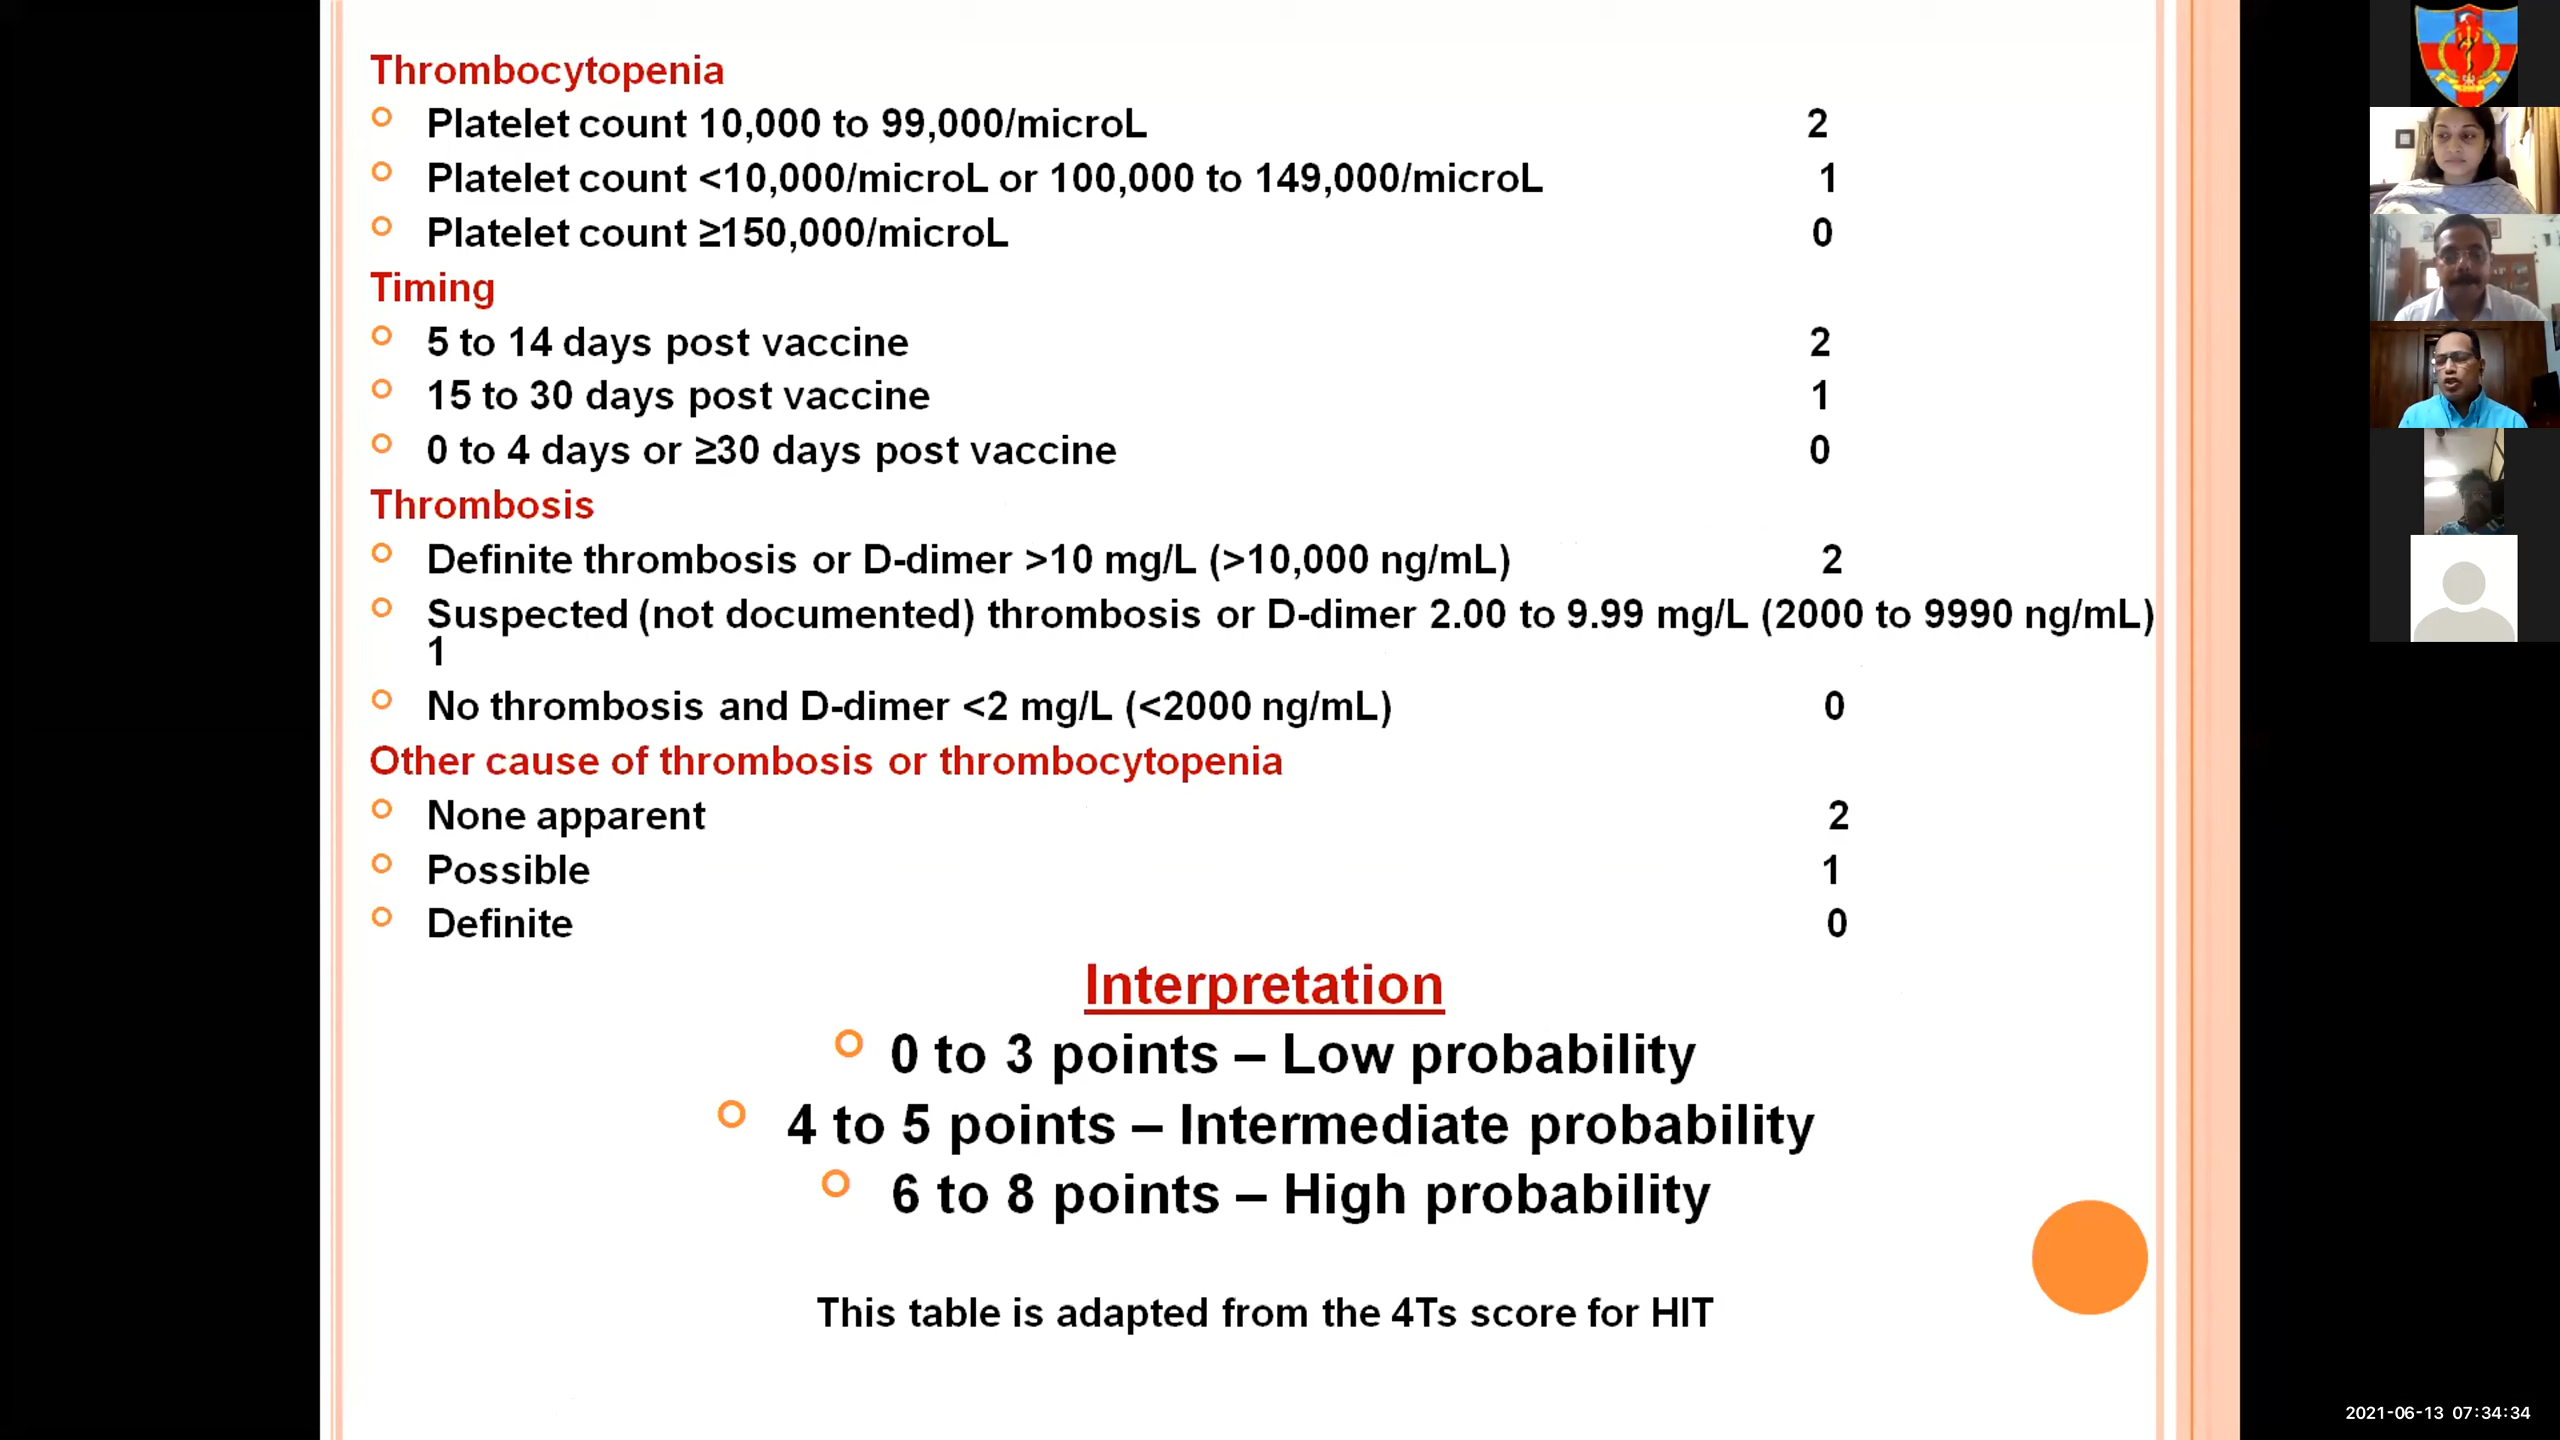 Thrombocytopenia
Platelet count 10,000 to 99,000/microL 2
Platelet count <10,000/microL or 100,000 to 149,000/microL 1
Platelet count ≥150,000/microL 0
Timing
5 to 14 days post vaccine 2
15 to 30 days post vaccine 1
0 to 4 days or ≥30 days post vaccine 0
Thrombosis
Definite thrombosis or D-dimer >10 mg/L (>10,000 ng/mL) 2
Suspected (not documented) thrombosis or D-dimer 2.00 to 9.99 mg/L (2000 to 9990 ng/mL)
1
No thrombosis and D-dimer <2 mg/L (<2000 ng/mL) 0
Other cause of thrombosis or thrombocytopenia
None apparent 2
Possible 1
Definite 0
Interpretation
0 to 3 points – Low probability
4 to 5 points – Intermediate probability
6 to 8 points – High probability
This table is adapted from the 4Ts score for HIT
2021-06-13 07:34:34